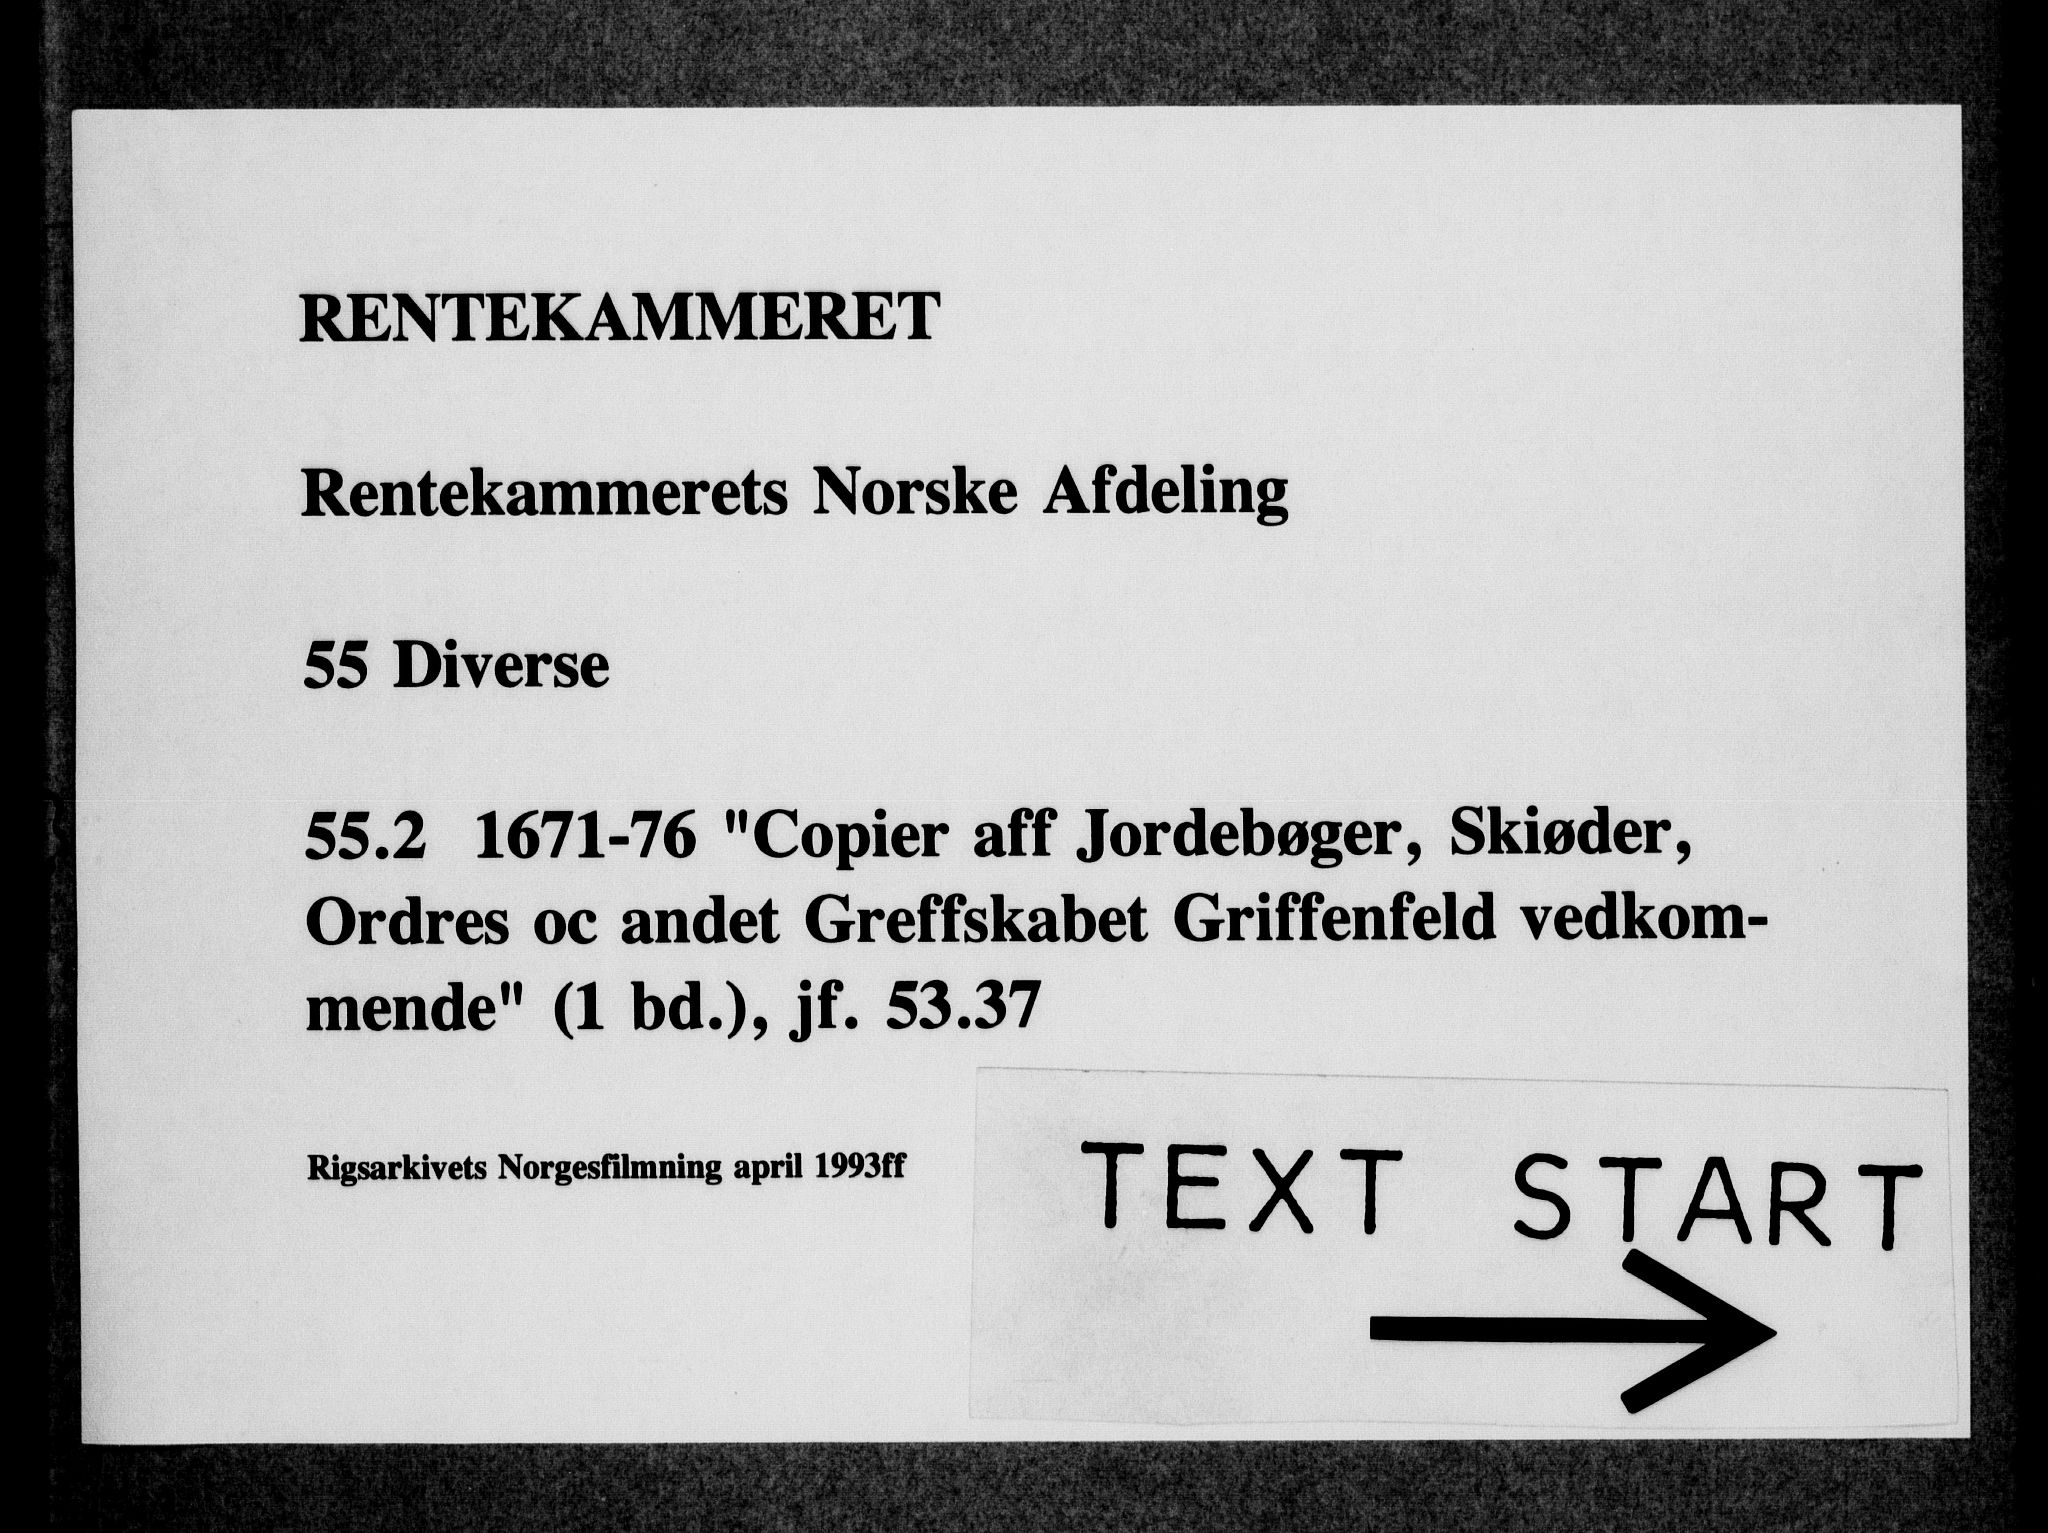 RENTEKAMMERET
Rentekammerets Norske Afdeling
55 Diverse
55.2 1671-76 "Copier aff Jordebøger, Skiøder,
Ordres oc andet Greffskabet Griffenfeld vedkom-
mende" (1 bd.), jf. 53.37
Rigsarkivets Norgesfilmning april 1993ff
TEXT START